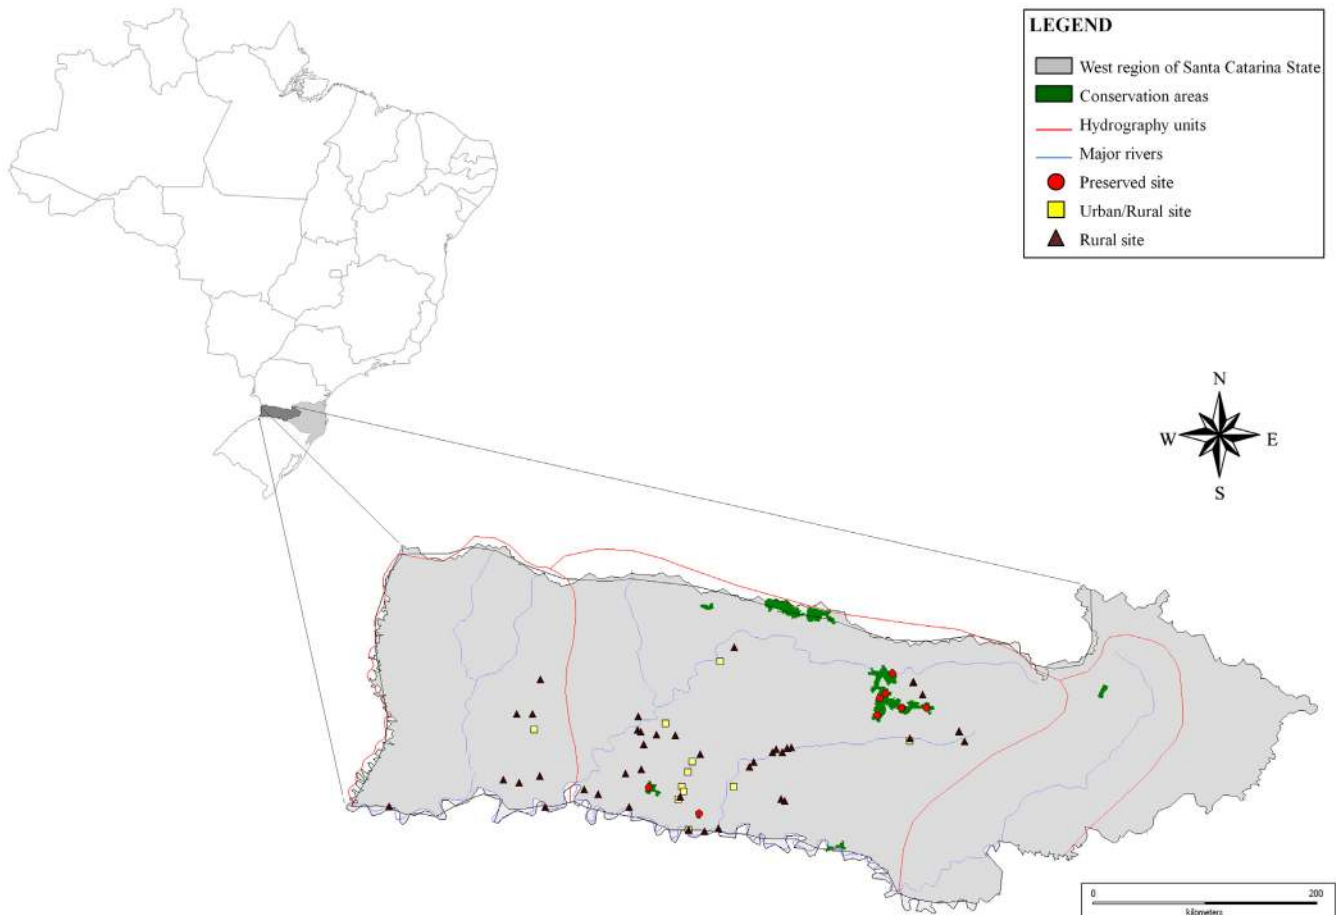 LEGEND
West region of Santa Catarina State
Conservation areas
Hydrography units
Major rivers
Preserved site
Urban/Rural site
Rural site
N
W E
S
0 200
kilometers